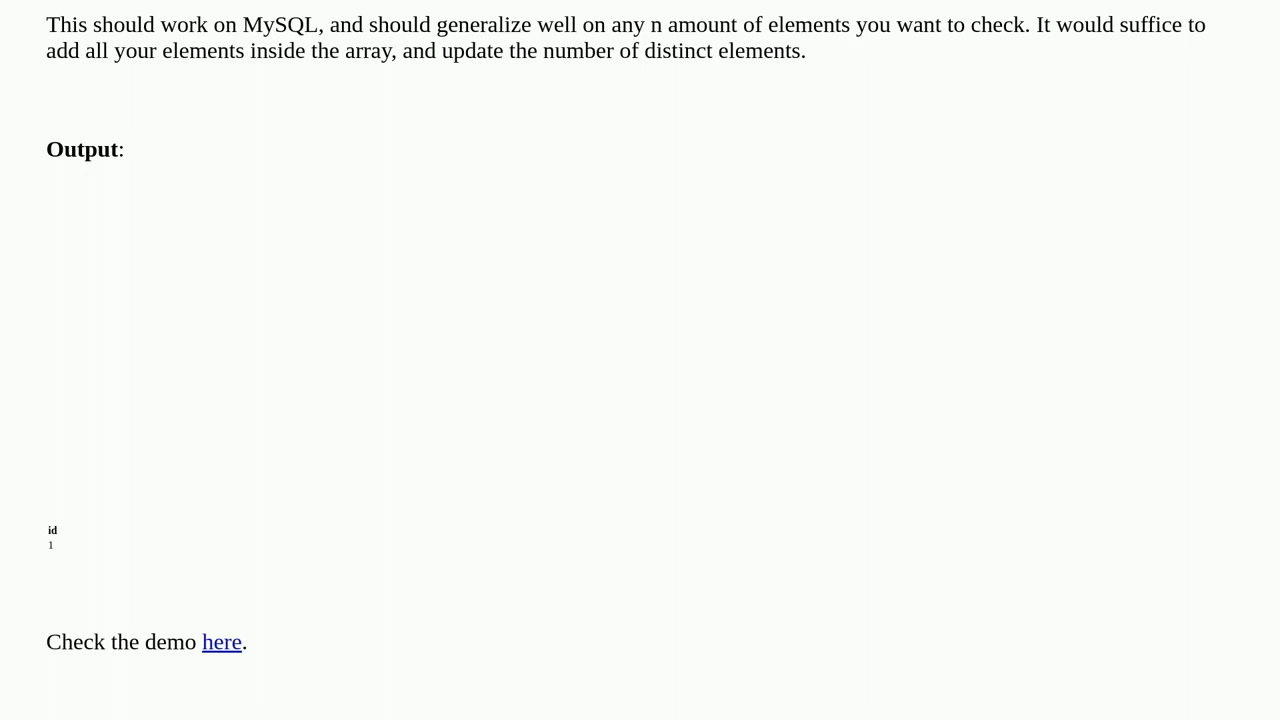 This should work on MySQL, and should generalize well on any n amount of elements you want to check. It would suffice to
add all your elements inside the array, and update the number of distinct elements.
Output:
id
1
Check the demo here.